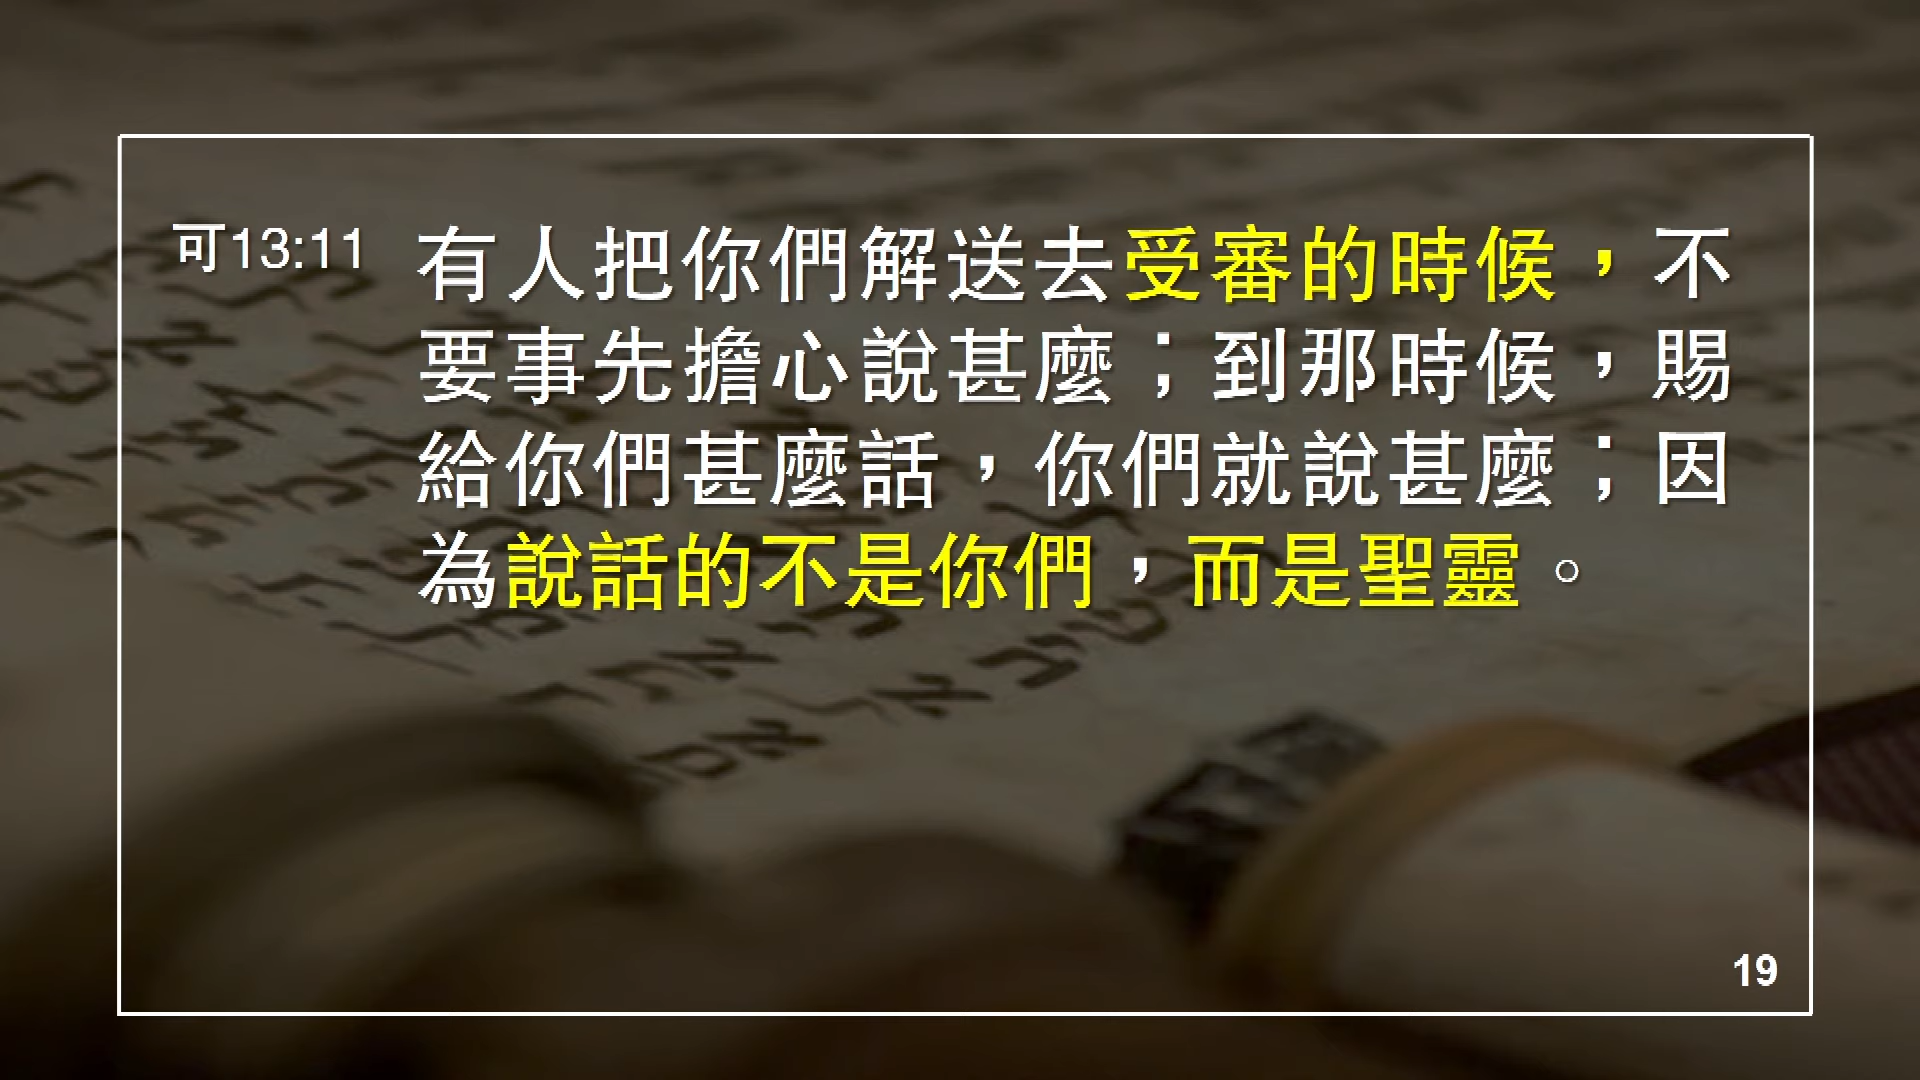 可13:11 有人把你們解送去受審的時候，不
要事先擔心說甚麼；到那時候，賜
給你們甚麼話，你們就說甚麼；因
為說話的不是你們，而是聖靈。
19